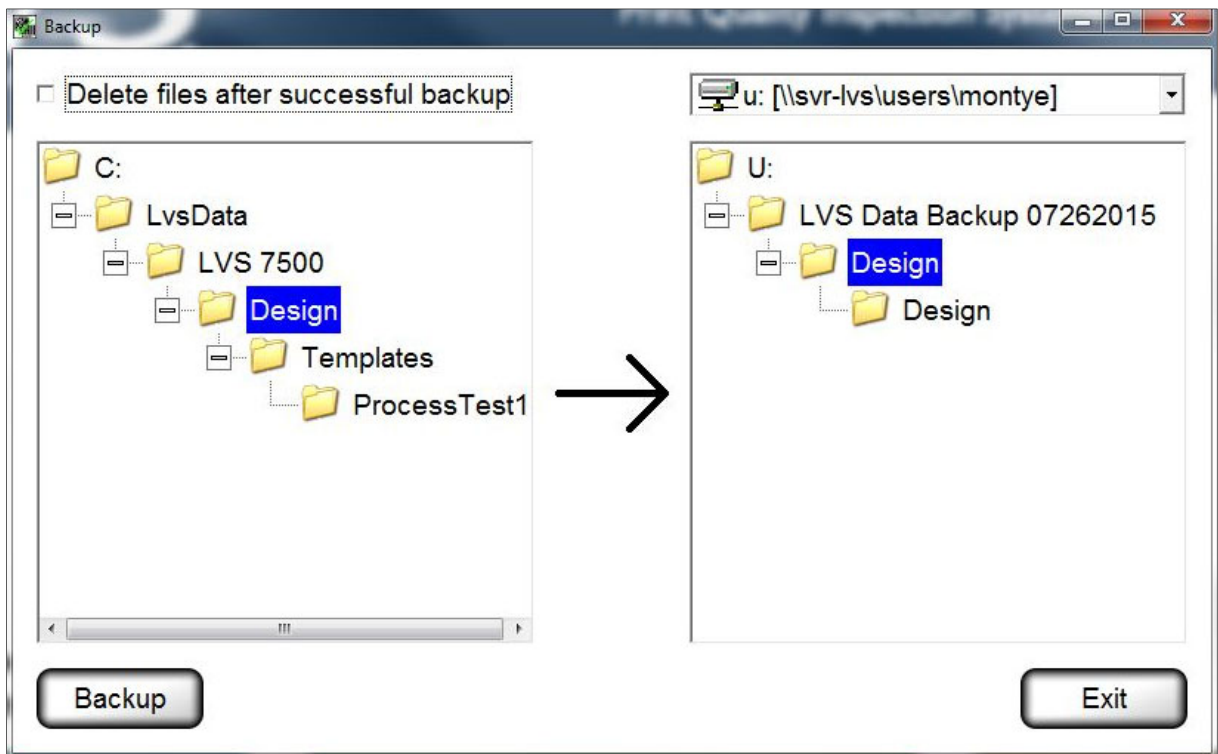 Print Quality Inspection System
Backup
Delete files after successful backup
u: [\\svr-lvs\users\montye]
C:
LvsData
LVS 7500
Design
Templates
ProcessTest1
U:
LVS Data Backup 07262015
Design
Design
Backup
Exit